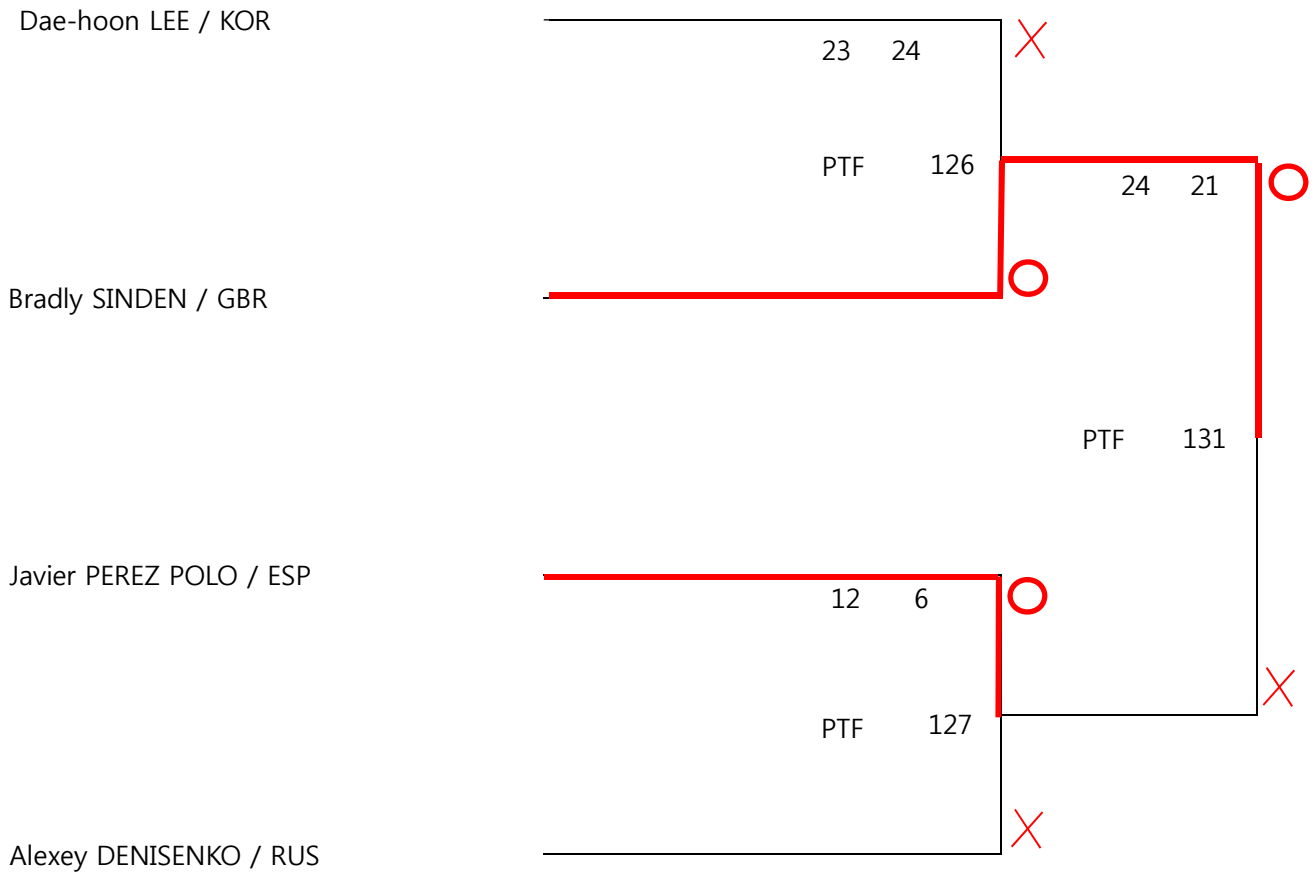 Dae-hoon LEE / KOR
23 24
PTF 126
24 21
Bradly SINDEN / GBR
PTF 131
Javier PEREZ POLO / ESP
12 6
PTF 127
Alexey DENISENKO / RUS